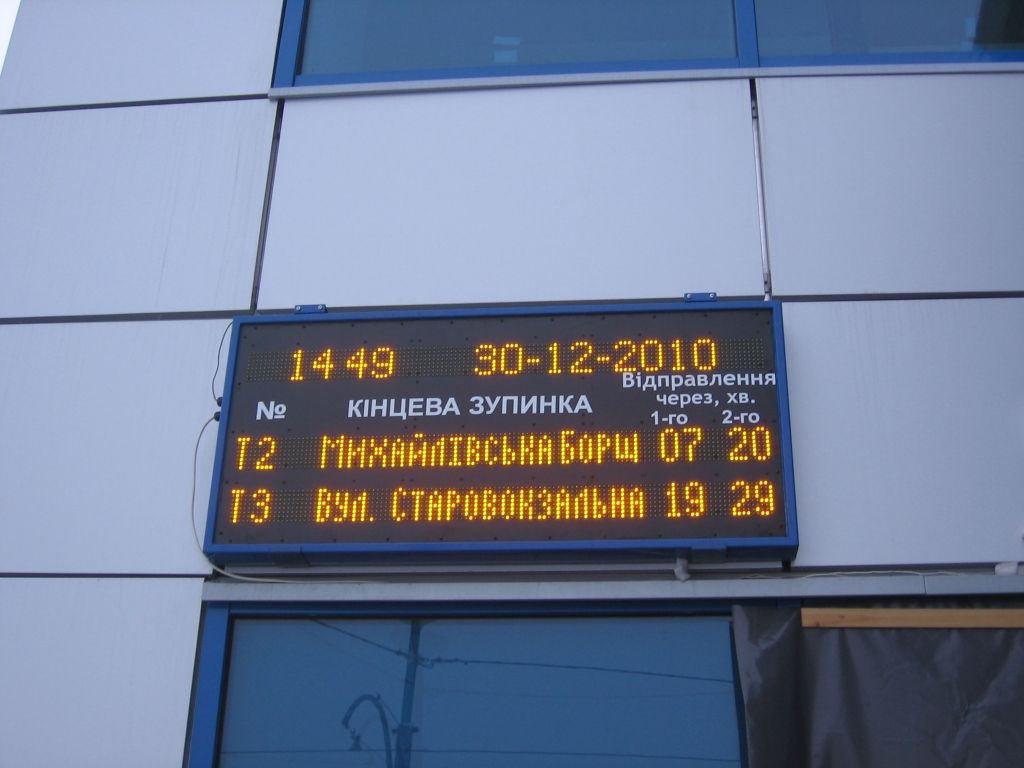 14 49 30-12-2010
Відправлення
№ КІНЦЕВА ЗУПИНКА через, хв.
1-го 2-го
Т2 МИХАЙЛІВСЬКА БОРЩ 07 20
Т3 ВУЛ. СТАРОВОКЗАЛЬНА 19 29